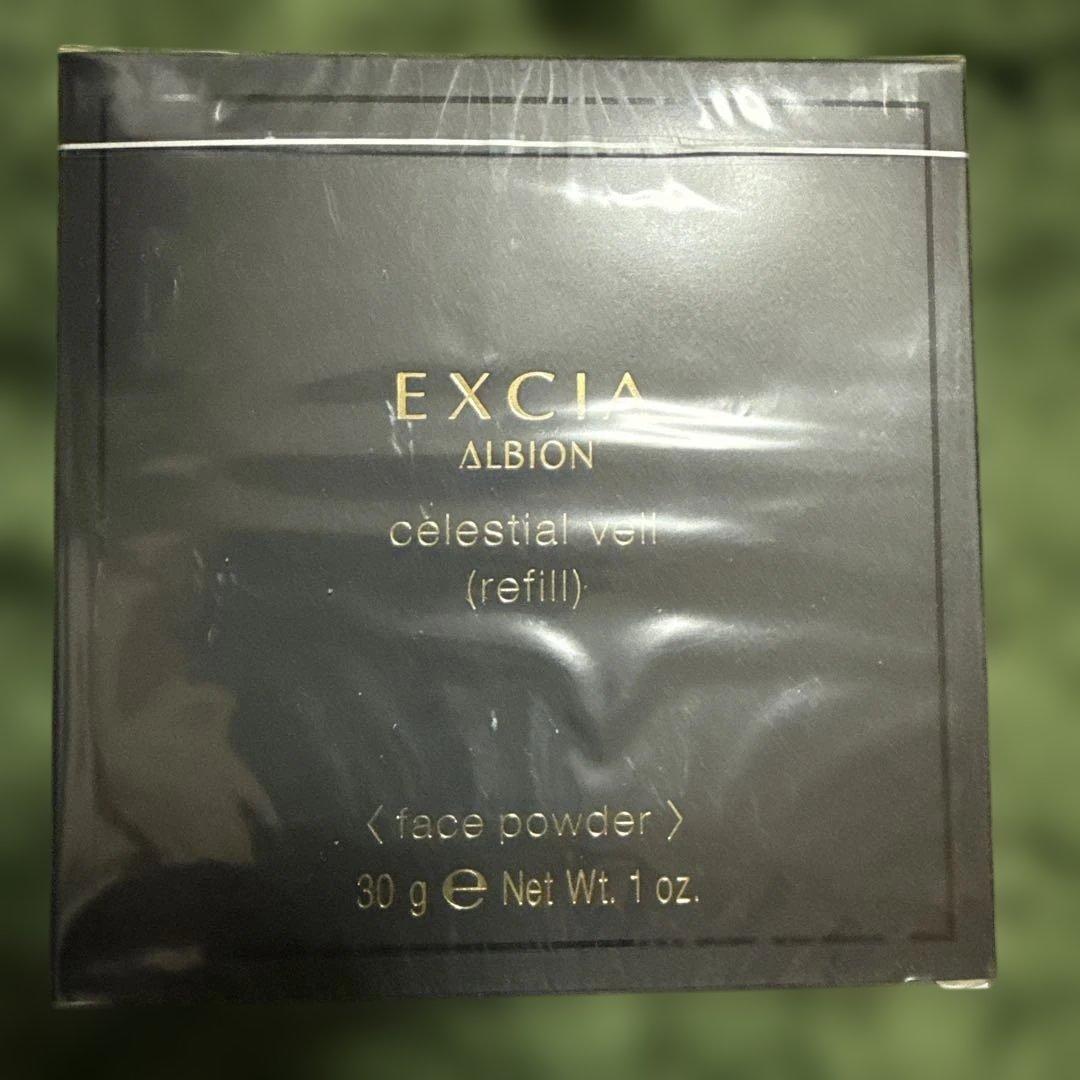 EXCIA
ALBION
celestial veil
(refill)
〈face powder〉
30 g ℮ Net Wt. 1 oz.